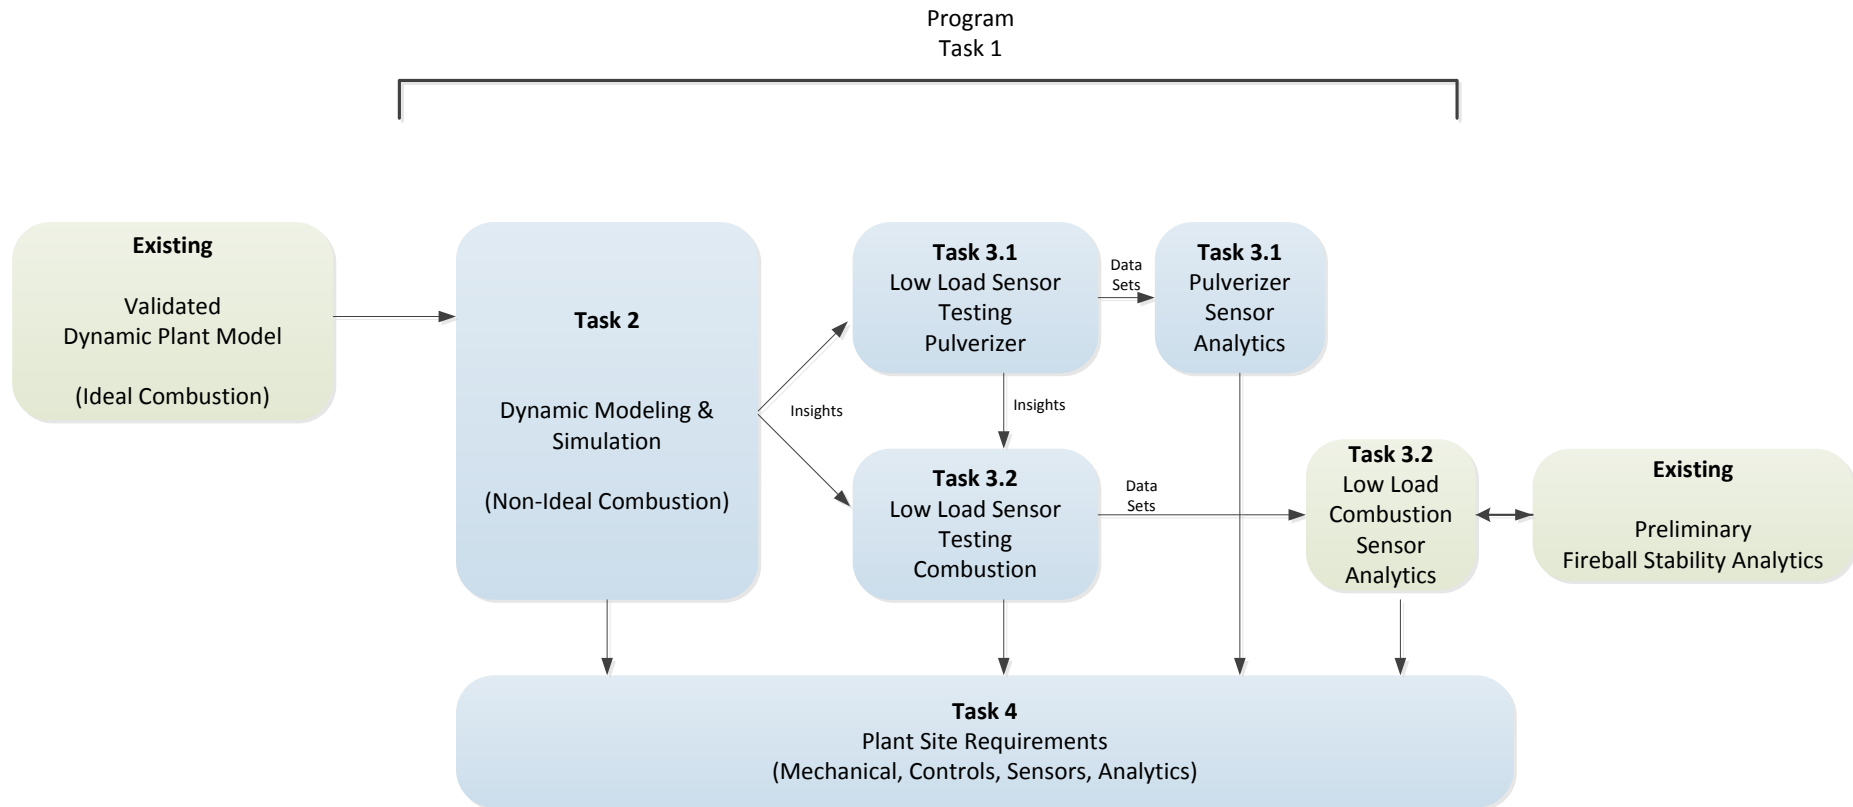 Program
Task 1
Existing
Validated
Dynamic Plant Model
(Ideal Combustion)
Task 2
Dynamic Modeling &
Simulation
(Non-Ideal Combustion)
Insights
Task 3.1
Low Load Sensor
Testing
Pulverizer
Data
Sets
Task 3.1
Pulverizer
Sensor
Analytics
Insights
Task 3.2
Low Load Sensor
Testing
Combustion
Data
Sets
Task 3.2
Low Load
Combustion
Sensor
Analytics
Existing
Preliminary
Fireball Stability Analytics
Task 4
Plant Site Requirements
(Mechanical, Controls, Sensors, Analytics)